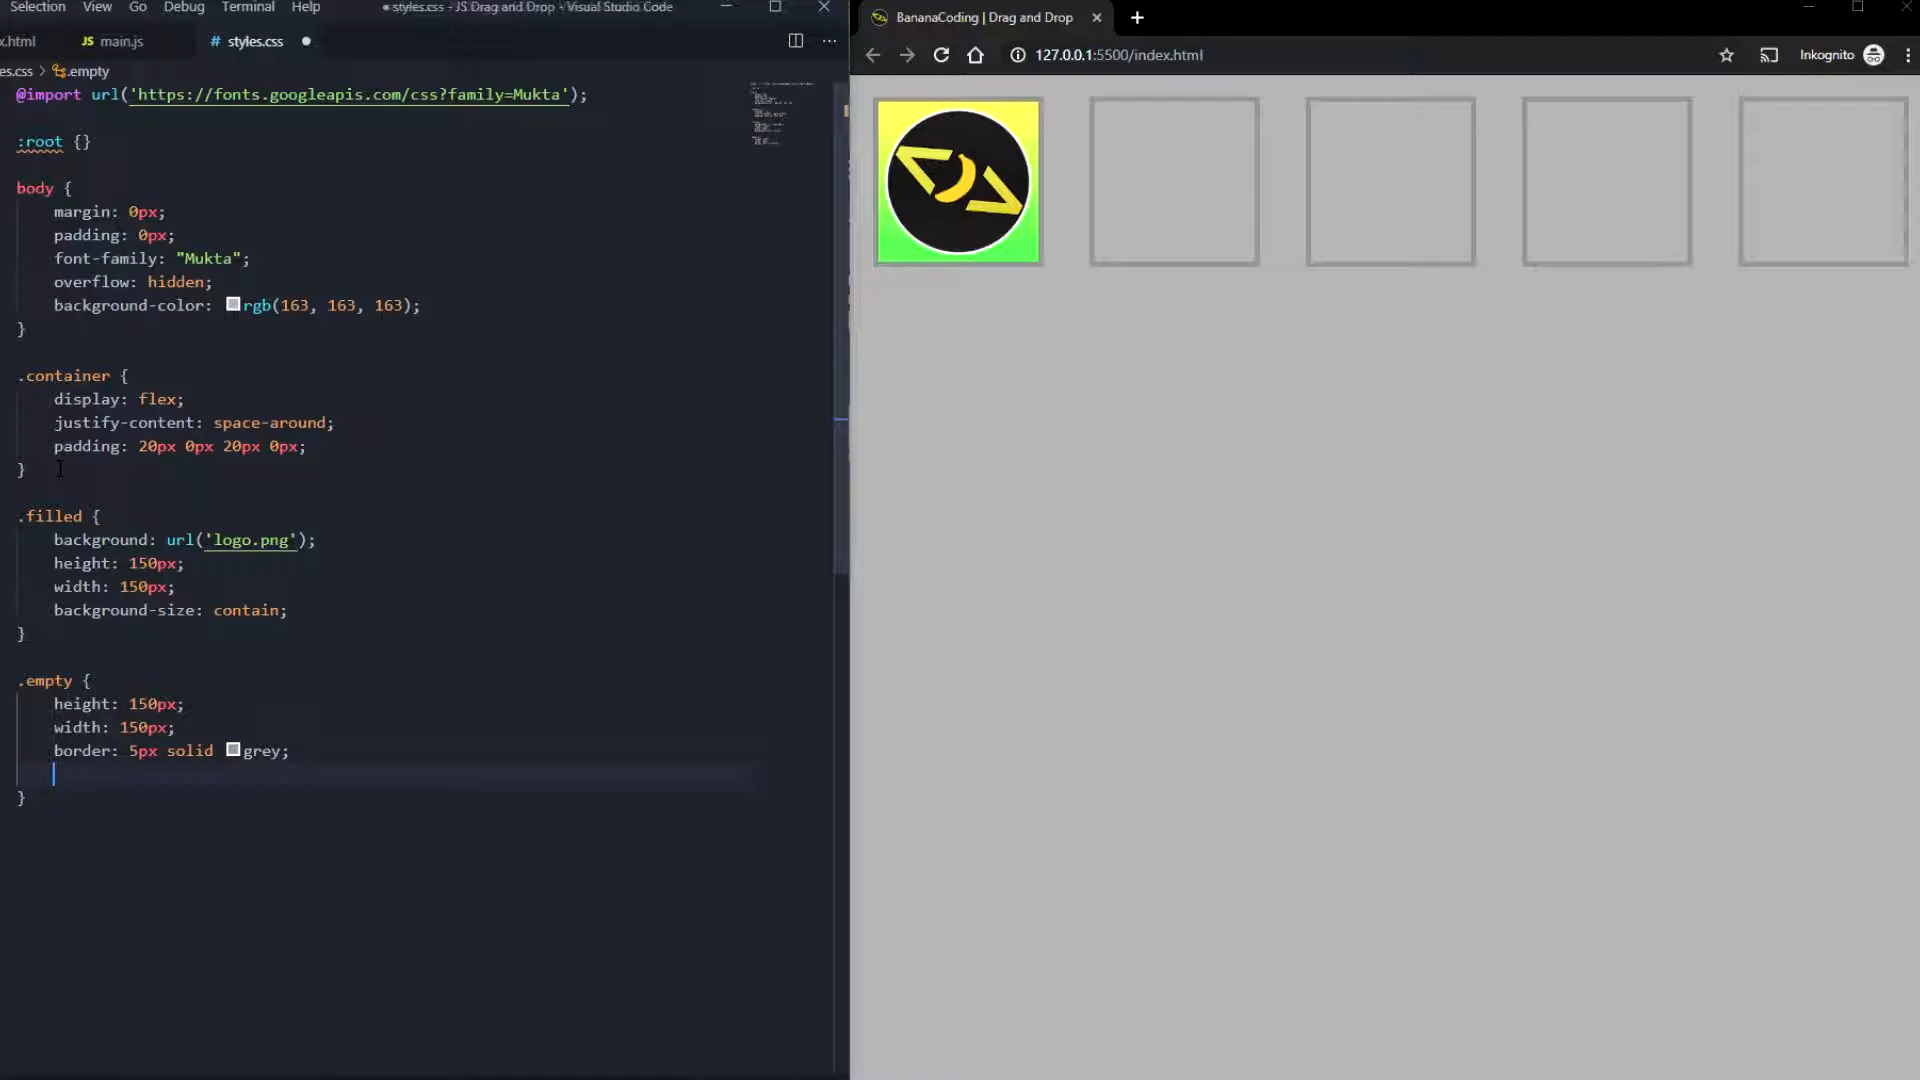 Selection View Go Debug Terminal Help ● styles.css - JS Drag and Drop - Visual Studio Code
x.html JS main.js # styles.css ●
es.css > .empty
@import url('https://fonts.googleapis.com/css?family=Mukta');
:root {}
body {
margin: 0px;
padding: 0px;
font-family: "Mukta";
overflow: hidden;
background-color: rgb(163, 163, 163);
}
.container {
display: flex;
justify-content: space-around;
padding: 20px 0px 20px 0px;
}
.filled {
background: url('logo.png');
height: 150px;
width: 150px;
background-size: contain;
}
.empty {
height: 150px;
width: 150px;
border: 5px solid grey;
}
BananaCoding | Drag and Drop
127.0.0.1:5500/index.html Inkognito